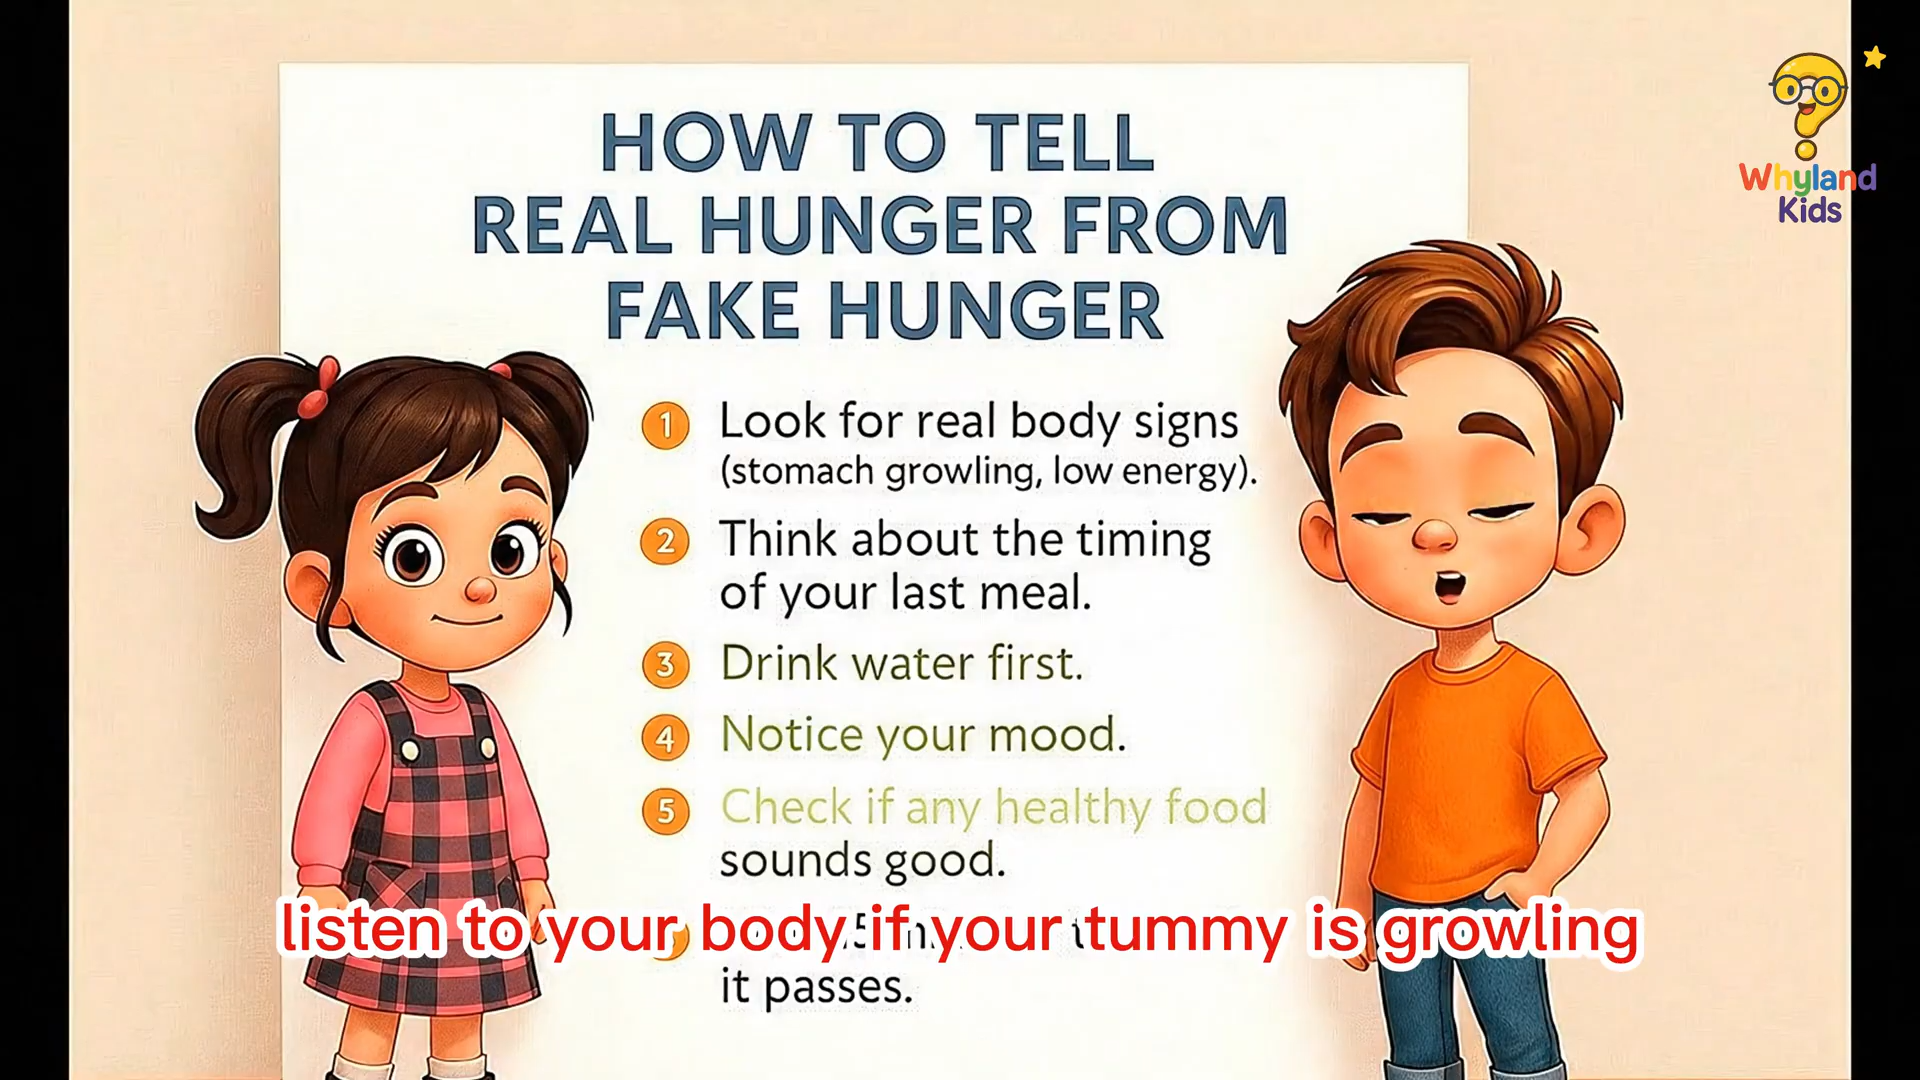 Whyland
Kids
HOW TO TELL
REAL HUNGER FROM
FAKE HUNGER
1 Look for real body signs
(stomach growling, low energy).
2 Think about the timing
of your last meal.
3 Drink water first.
4 Notice your mood.
5 Check if any healthy food
sounds good.
listen to your body if your tummy is growling
it passes.